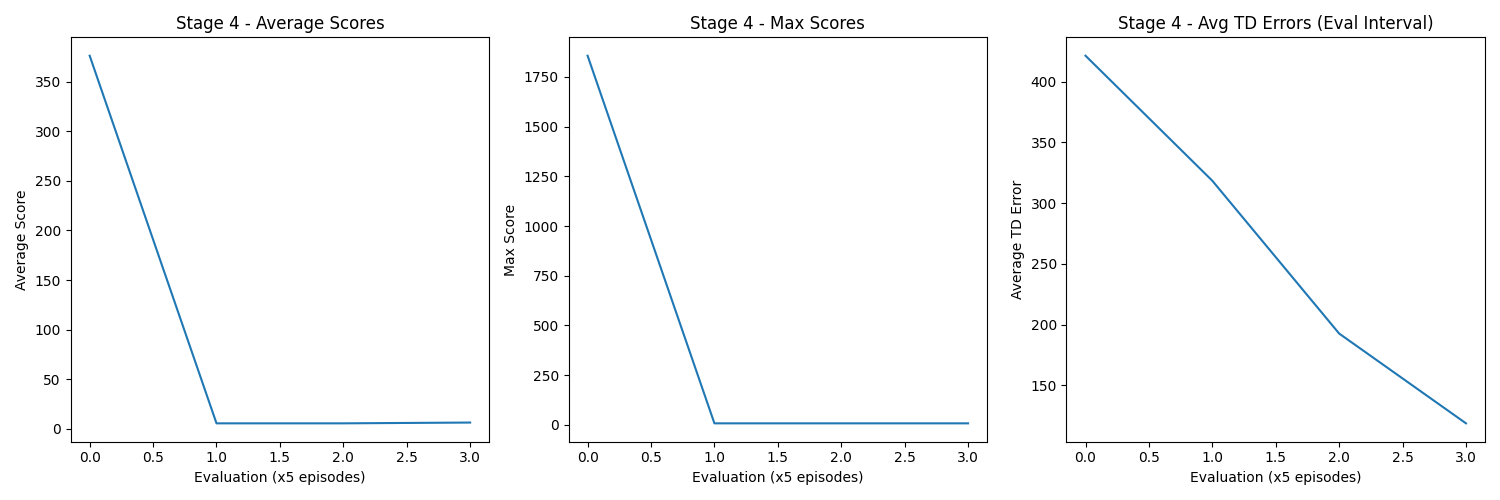 Stage 4 - Average Scores
Average Score
350
300
250
200
150
100
50
0
0.0 0.5 1.0 1.5 2.0 2.5 3.0
Evaluation (x5 episodes)
Stage 4 - Max Scores
Max Score
1750
1500
1250
1000
750
500
250
0
0.0 0.5 1.0 1.5 2.0 2.5 3.0
Evaluation (x5 episodes)
Stage 4 - Avg TD Errors (Eval Interval)
Average TD Error
400
350
300
250
200
150
0.0 0.5 1.0 1.5 2.0 2.5 3.0
Evaluation (x5 episodes)